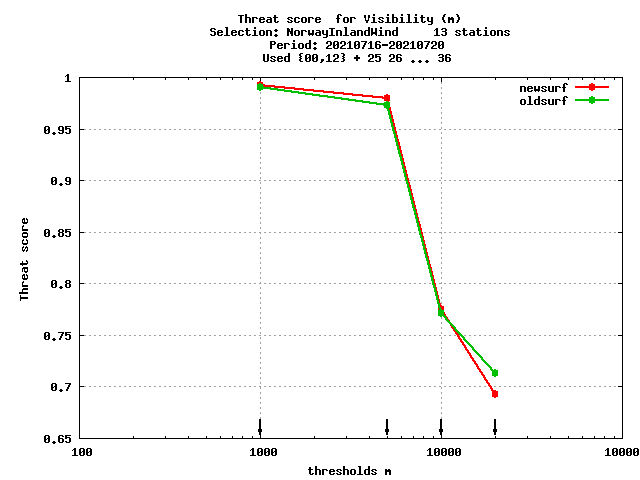 Threat score  for Visibility (m)
Selection: NorwayInlandWind     13 stations
Period: 20210716-20210720
Used {00,12} + 25 26 ... 36
newsurf
oldsurf
1
0.95
0.9
0.85
0.8
0.75
0.7
0.65
Threat score
100
1000
10000
10000
thresholds m